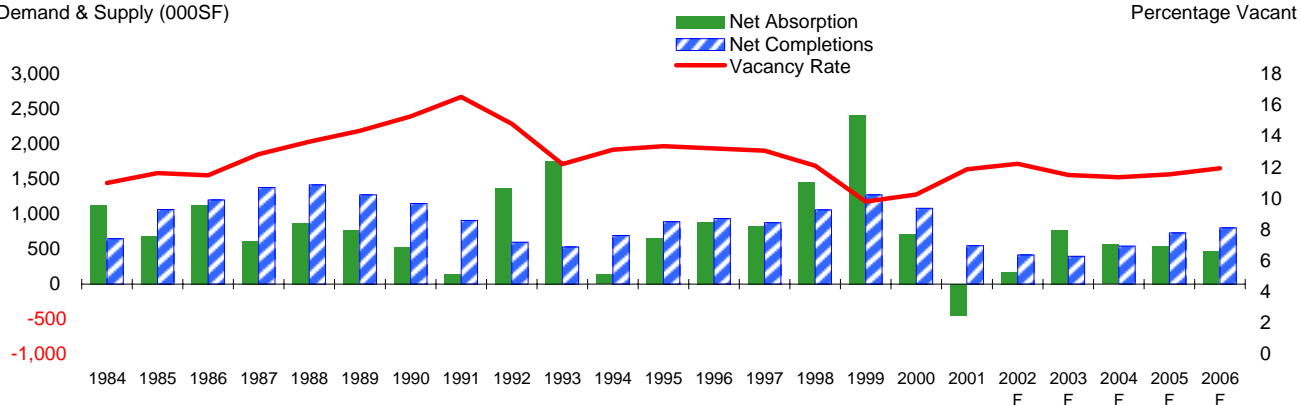 Demand & Supply (000SF)
Percentage Vacant
Net Absorption
Net Completions
Vacancy Rate
3,000
2,500
2,000
1,500
1,000
500
0
-500
-1,000
18
16
14
12
10
8
6
4
2
0
1984 1985 1986 1987 1988 1989 1990 1991 1992 1993 1994 1995 1996 1997 1998 1999 2000 2001 2002 2003 2004 2005 2006
F F F F F